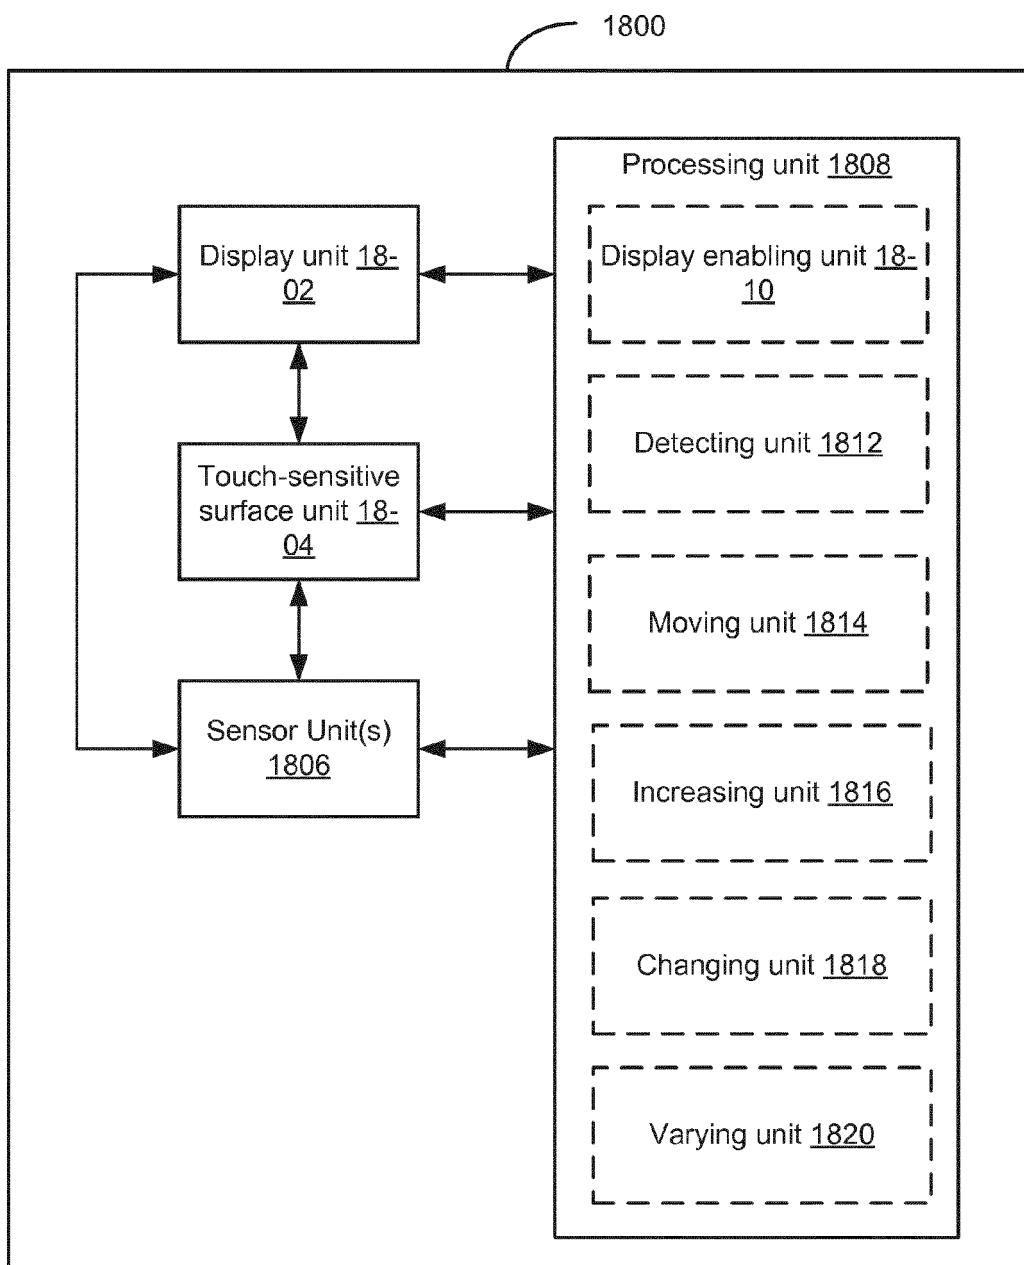 1800
Processing unit 1808
Display unit 18-
02
Display enabling unit 18-
10
Detecting unit 1812
Touch-sensitive
surface unit 18-
04
Moving unit 1814
Sensor Unit(s)
1806
Increasing unit 1816
Changing unit 1818
Varying unit 1820